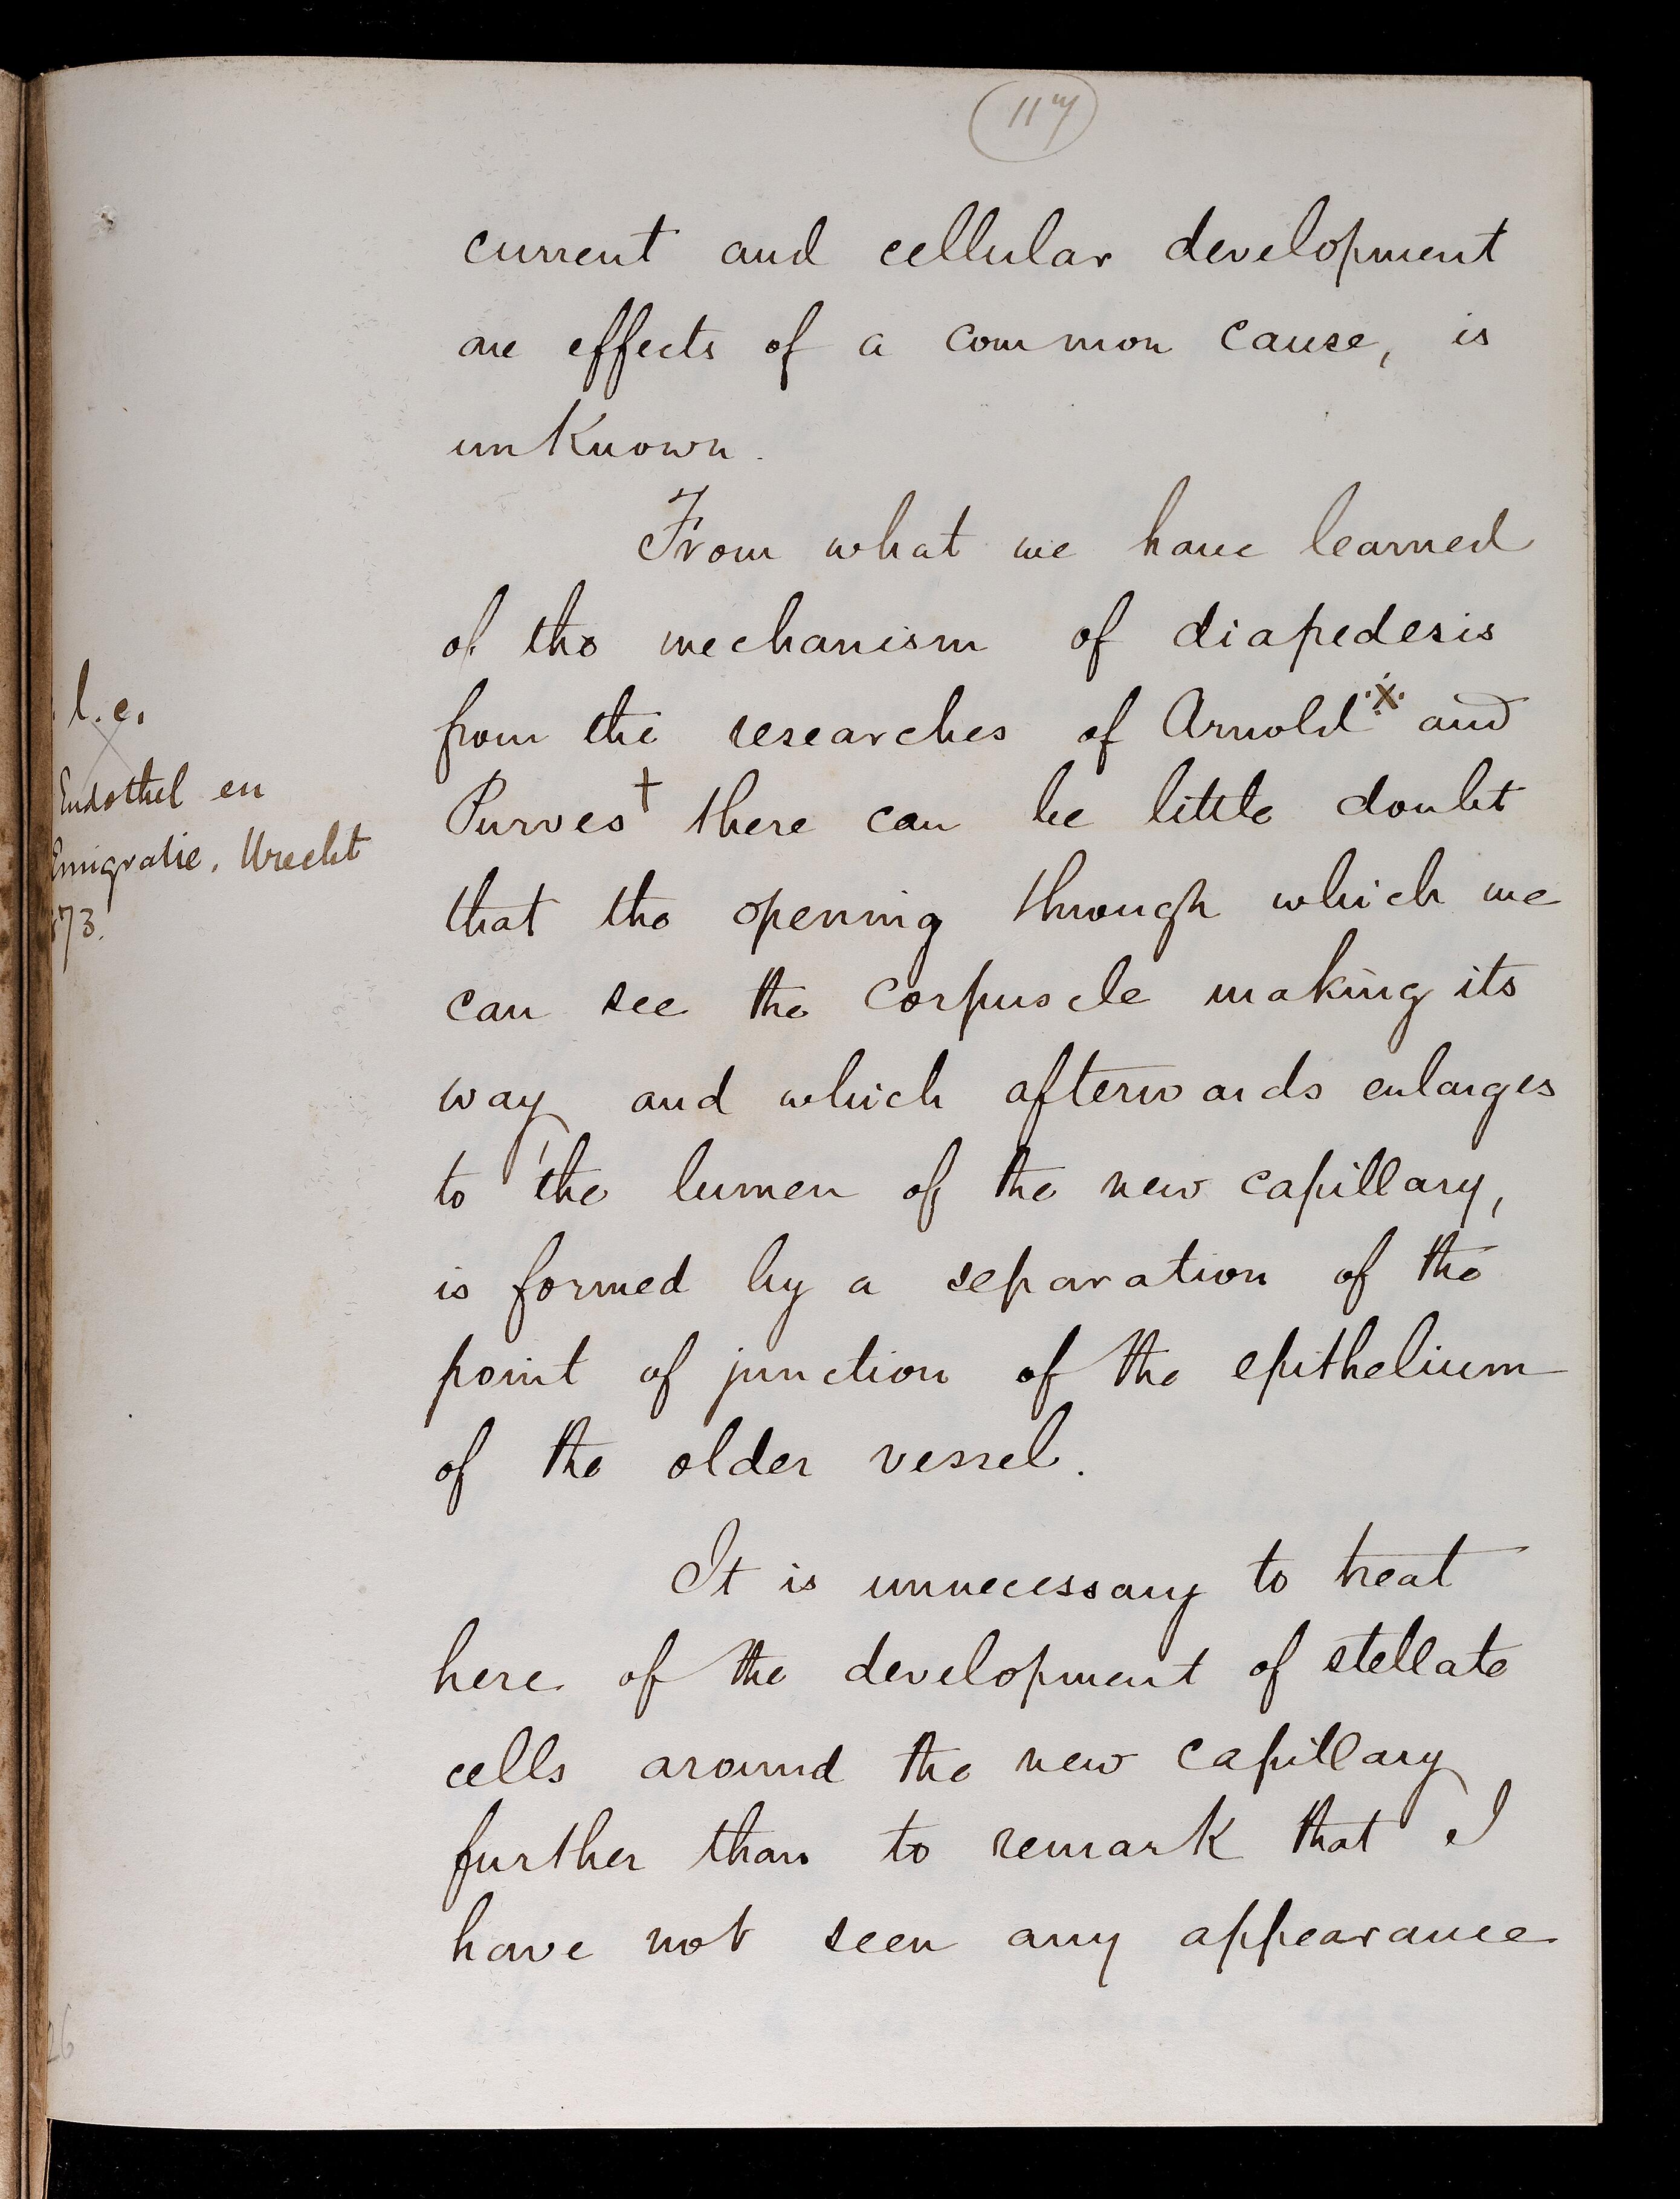 117
current and cellular development
are effects of a common cause, is
unknown.
From what we have learned
of the mechanism of diapedesis
from the researches of Arnold※ and
Purves† there can be little doubt
that the opening through which we
can see the corpuscle making its
way and which afterwards enlarges
to the lumen of the new capillary,
is formed by a separation of the
point of junction of the epithelium
of the older vessel.
It is unnecessary to treat
here of the development of stellate
cells around the new capillary
further than to remark that I
have not seen any appearance
l.c.
Endothel en
Emigratie. Utrecht
873.
26